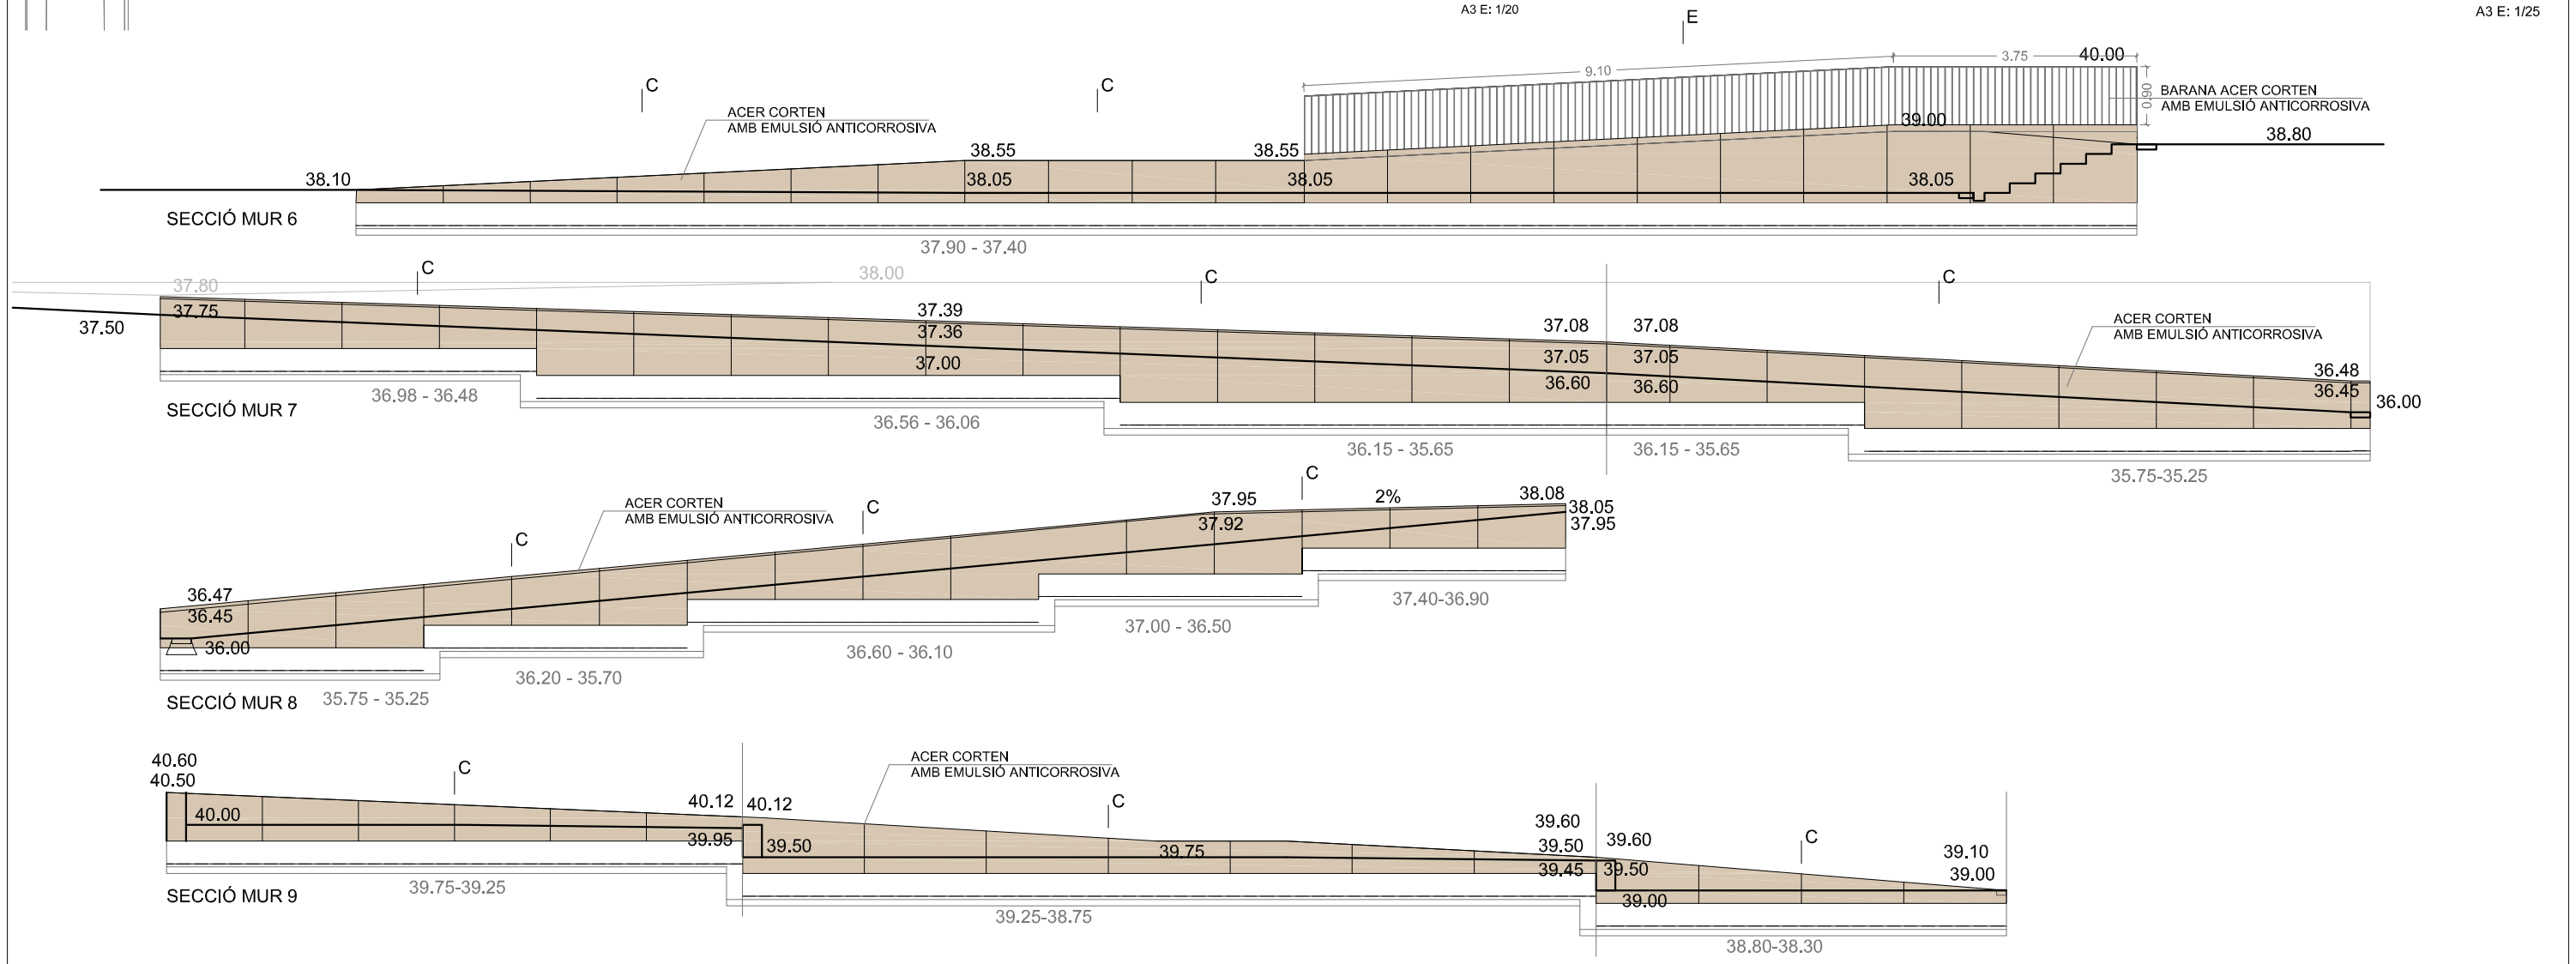 A3 E: 1/20
A3 E: 1/25
E
C
C
9.10
3.75
40.00
0.90
BARANA ACER CORTEN
AMB EMULSIÓ ANTICORROSIVA
ACER CORTEN
AMB EMULSIÓ ANTICORROSIVA
39.00
38.80
38.55
38.55
38.10
38.05
38.05
38.05
SECCIÓ MUR 6
37.90 - 37.40
C
38.00
C
C
37.80
37.75
37.50
37.39
37.36
37.00
37.08
37.08
37.05
37.05
36.60
36.60
ACER CORTEN
AMB EMULSIÓ ANTICORROSIVA
36.48
36.45
36.00
SECCIÓ MUR 7
36.98 - 36.48
36.56 - 36.06
36.15 - 35.65
36.15 - 35.65
35.75-35.25
C
ACER CORTEN
AMB EMULSIÓ ANTICORROSIVA
C
C
37.95
37.92
2%
38.08
38.05
37.95
36.47
36.45
36.00
37.40-36.90
37.00 - 36.50
36.60 - 36.10
36.20 - 35.70
35.75 - 35.25
SECCIÓ MUR 8
40.60
40.50
C
ACER CORTEN
AMB EMULSIÓ ANTICORROSIVA
C
C
40.00
40.12
40.12
39.95
39.50
39.75
39.60
39.50
39.45
39.60
39.50
39.00
39.10
39.00
SECCIÓ MUR 9
39.75-39.25
39.25-38.75
38.80-38.30